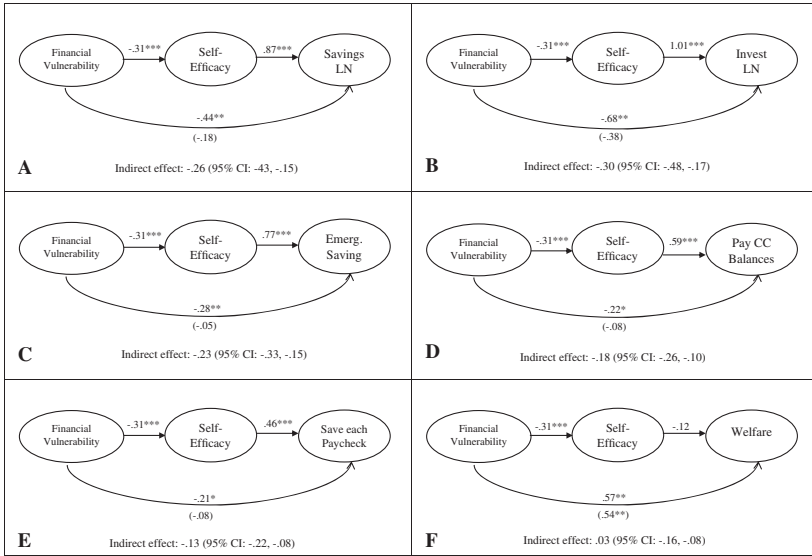 Financial
Vulnerability
-.31***
Self-
Efficacy
.87***
Savings
LN
-.44**
(-.18)
A
Indirect effect: -.26 (95% CI: -43, -.15)
Financial
Vulnerability
-.31***
Self-
Efficacy
1.01***
Invest
LN
-.68**
(-.38)
B
Indirect effect: -.30 (95% CI: -.48, -.17)
Financial
Vulnerability
-.31***
Self-
Efficacy
.77***
Emerg.
Saving
-.28**
(-.05)
C
Indirect effect: -.23 (95% CI: -.33, -.15)
Financial
Vulnerability
-.31***
Self-
Efficacy
.59***
Pay CC
Balances
-.22*
(-.08)
D
Indirect effect: -.18 (95% CI: -.26, -.10)
Financial
Vulnerability
-.31***
Self-
Efficacy
.46***
Save each
Paycheck
-.21*
(-.08)
E
Indirect effect: -.13 (95% CI: -.22, -.08)
Financial
Vulnerability
-.31***
Self-
Efficacy
-.12
Welfare
.57**
(.54**)
F
Indirect effect: .03 (95% CI: -.16, -.08)